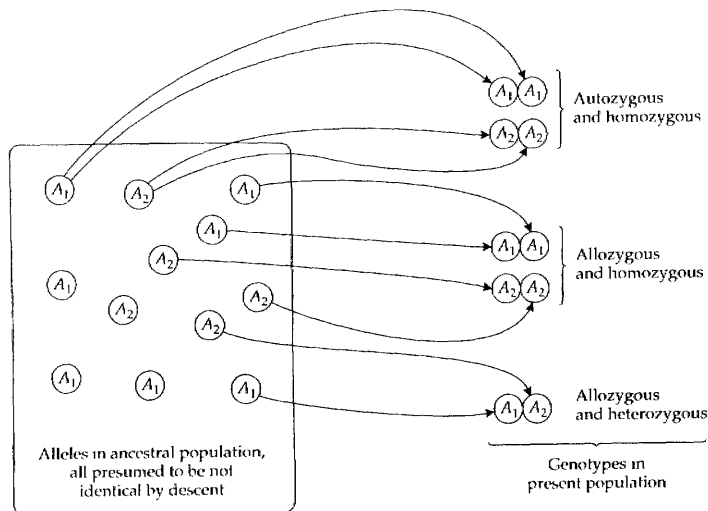 A₁ A₁
Autozygous
and homozygous
A₂ A₂
A₁ A₂ A₁
A₁
A₁ A₁
Allozygous
and homozygous
A₂
A₂ A₂
A₁
A₂
A₂
A₂
A₁ A₁ A₁
A₁ A₂
Allozygous
and heterozygous
Alleles in ancestral population,
all presumed to be not
identical by descent
Genotypes in
present population